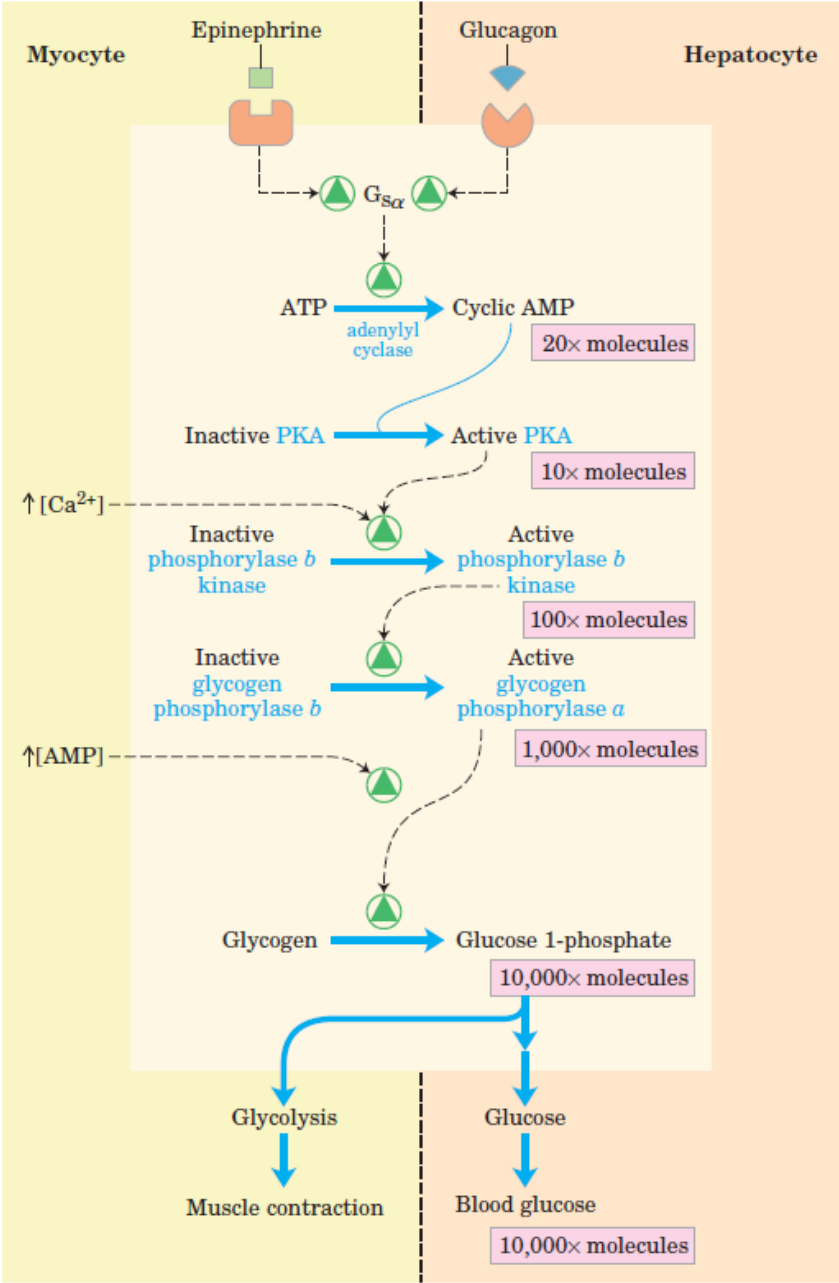 Myocyte
Epinephrine
Glucagon
Hepatocyte
Gsα
ATP
adenylyl
cyclase
Cyclic AMP
20× molecules
Inactive PKA
Active PKA
10× molecules
↑[Ca²⁺]
Inactive
phosphorylase b
kinase
Active
phosphorylase b
kinase
100× molecules
Inactive
glycogen
phosphorylase b
Active
glycogen
phosphorylase a
1,000× molecules
↑[AMP]
Glycogen
Glucose 1-phosphate
10,000× molecules
Glycolysis
Glucose
Muscle contraction
Blood glucose
10,000× molecules